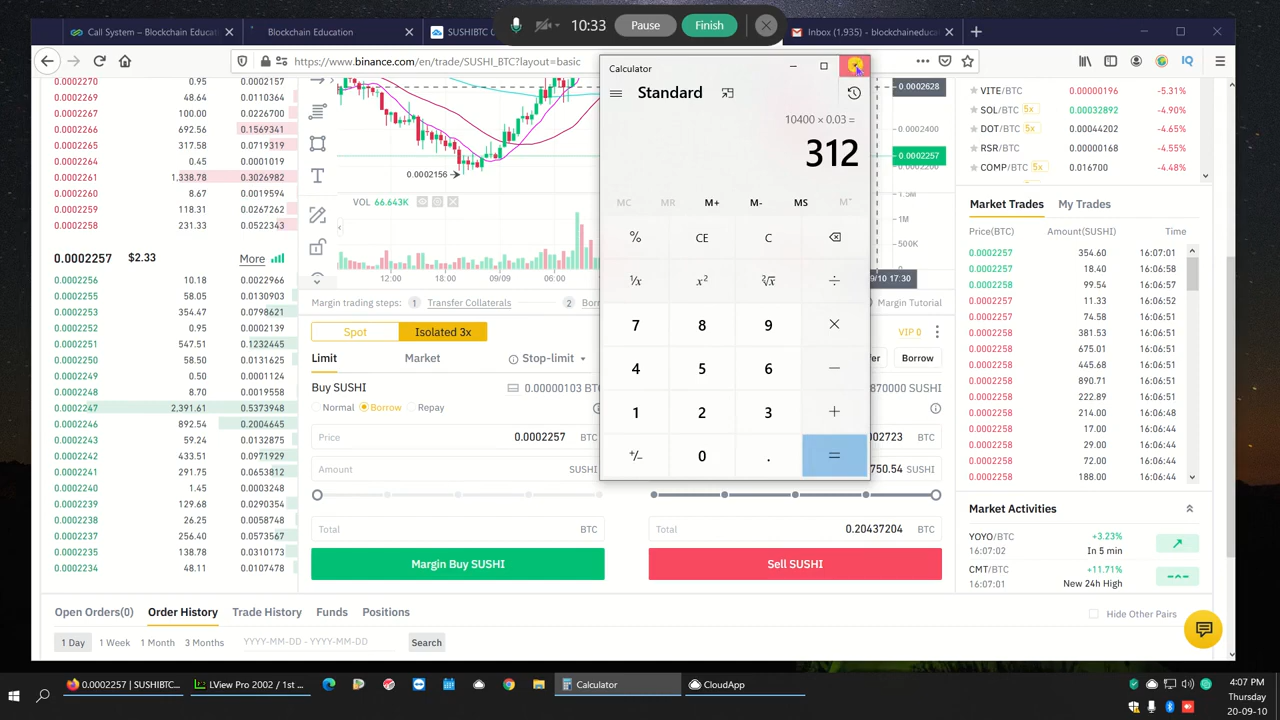 Call System – Blockchain Educati
Blockchain Education
SUSHIBTC
10:33
Pause
Finish
Inbox (1,935) - blockchaineduc
https://www.binance.com/en/trade/SUSHI_BTC?layout=basic
IQ
Calculator
Standard
10400 × 0.03 =
312
MC MR M+ M- MS
% CE C
7 8 9 ×
4 5 6 −
1 2 3 +
+/− 0 . =
0.0002270 0.95 0.0002157
0.0002269 48.64 0.0110364
0.0002267 100.00 0.0226700
0.0002266 692.56 0.1569341
0.0002265 317.58 0.0719319
0.0002264 0.45 0.0001019
0.0002261 1,338.78 0.3026982
0.0002260 8.67 0.0019594
0.0002259 118.31 0.0267262
0.0002258 231.33 0.0522343
0.0002257 $2.33 More
0.0002256 10.18 0.0022966
0.0002255 58.05 0.0130903
0.0002253 354.47 0.0798621
0.0002252 0.95 0.0002139
0.0002251 547.51 0.1232445
0.0002250 58.50 0.0131625
0.0002249 0.50 0.0001124
0.0002248 8.70 0.0019558
0.0002247 2,391.61 0.5373948
0.0002246 892.54 0.2004645
0.0002243 59.24 0.0132875
0.0002242 433.51 0.0971929
0.0002241 291.75 0.0653812
0.0002240 1.45 0.0003248
0.0002239 129.68 0.0290354
0.0002238 26.25 0.0058748
0.0002237 256.40 0.0573567
0.0002235 138.78 0.0310173
0.0002234 48.11 0.0107478
T
0.0002156
VOL 66.643K
12:00 18:00 09/09 06:00
0.0002628
0.0002400
0.0002257
1.5M
1M
500K
9/10 17:30
Margin trading steps: 1 Transfer Collaterals 2 Bor
Margin Tutorial
Spot Isolated 3x
VIP 0
Limit Market Stop-limit
fer Borrow
Buy SUSHI 0.00000103 BTC
870000 SUSHI
Normal Borrow Repay
Price 0.0002257 BTC
002723 BTC
Amount SUSHI
750.54 SUSHI
Total BTC
Total 0.20437204 BTC
Margin Buy SUSHI
Sell SUSHI
VITE/BTC 0.00000196 -5.31%
SOL/BTC 5x 0.00032892 -4.90%
DOT/BTC 5x 0.00044202 -4.65%
RSR/BTC 0.00000168 -4.55%
COMP/BTC 5x 0.016700 -4.48%
Market Trades My Trades
Price(BTC) Amount(SUSHI) Time
0.0002257 354.60 16:07:01
0.0002257 18.40 16:06:58
0.0002258 99.54 16:06:57
0.0002257 11.33 16:06:52
0.0002257 74.58 16:06:51
0.0002258 381.53 16:06:51
0.0002258 675.01 16:06:51
0.0002258 445.68 16:06:51
0.0002258 890.71 16:06:51
0.0002258 222.00 16:06:51
0.0002258 214.00 16:06:48
0.0002258 17.00 16:06:44
0.0002258 29.00 16:06:44
0.0002258 72.00 16:06:44
0.0002258 188.00 16:06:44
Market Activities
YOYO/BTC +3.23%
16:07:02 In 5 min
CMT/BTC +11.71%
16:07:01 New 24h High
Open Orders(0) Order History Trade History Funds Positions
Hide Other Pairs
1 Day 1 Week 1 Month 3 Months YYYY-MM-DD - YYYY-MM-DD Search
0.0002257 | SUSHIBTC...
LView Pro 2002 / 1st ...
Calculator
CloudApp
4:07 PM
Thursday
20-09-10